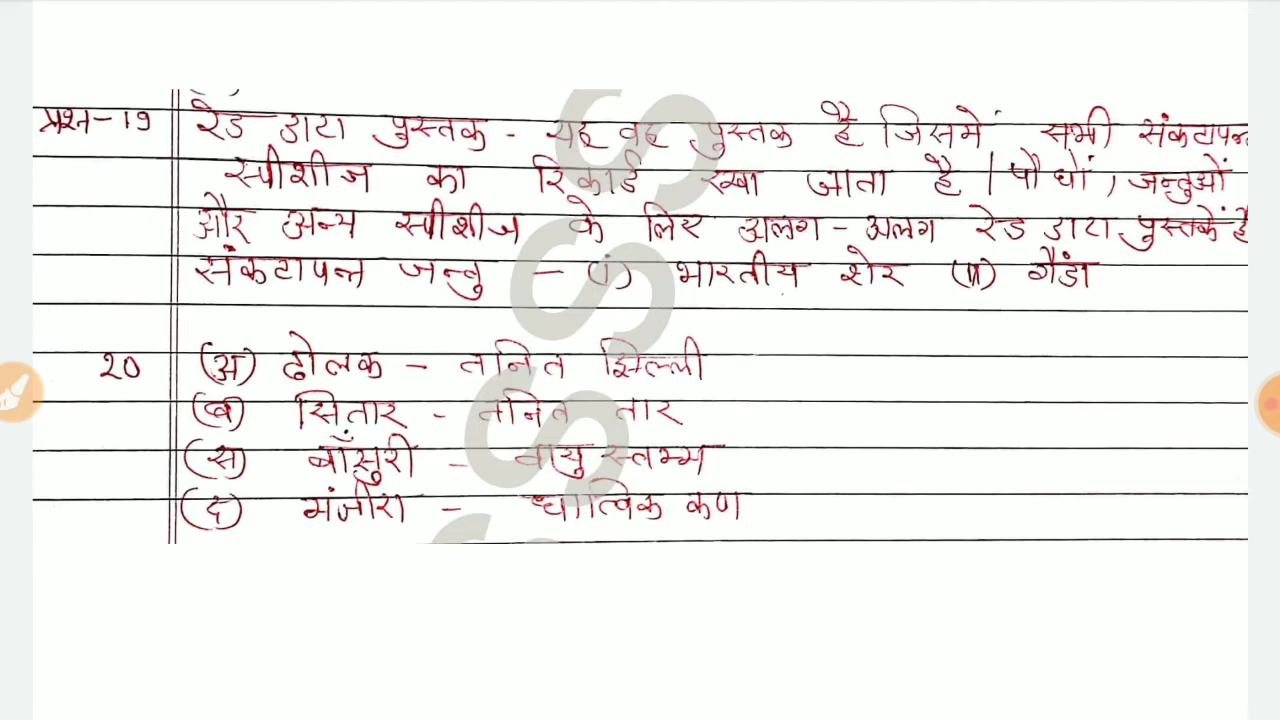 प्रश्न-19 रेड डाटा पुस्तक - यह वह पुस्तक है जिसमें सभी संकटापन्न
स्पीशीज का रिकार्ड रखा जाता है | पौधों, जन्तुओं
और अन्य स्पीशीज के लिए अलग-अलग रेड डाटा पुस्तकें है
संकटापन्न जन्तु - (i) भारतीय शेर (ii) गैंडा
20 (अ) ढोलक - तनित झिल्ली
(ब) सितार - तनित तार
(स) बाँसुरी - वायु स्तम्भ
(द) मंजीरा - धात्विक कण
SSSS